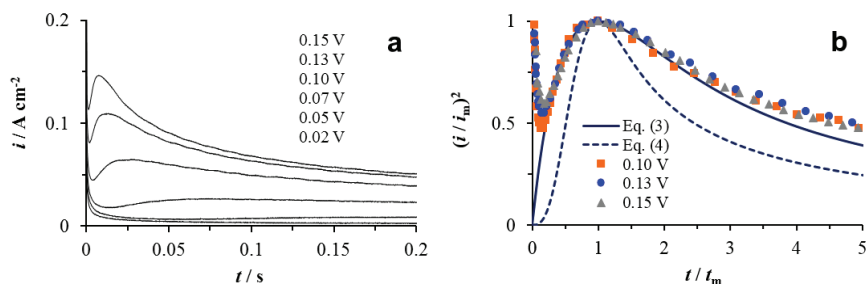 a
0.2
0.1
0
i / A cm⁻²
0.15 V
0.13 V
0.10 V
0.07 V
0.05 V
0.02 V
0
0.05
0.1
0.15
0.2
t / s
b
1
0.5
0
(i / iₘ)²
Eq. (3)
Eq. (4)
0.10 V
0.13 V
0.15 V
0
1
2
3
4
5
t / tₘ